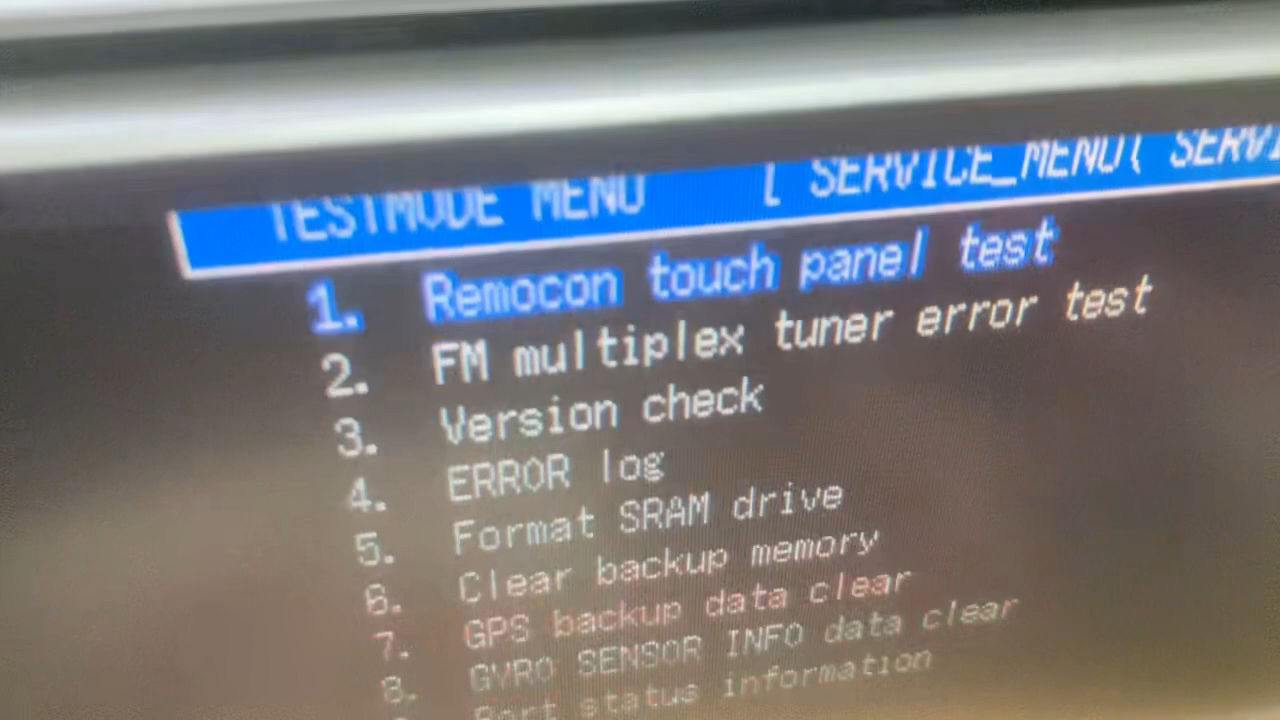 TESTMODE MENU [ SERVICE_MENU( SERVI
1. Remocon touch panel test
2. FM multiplex tuner error test
3. Version check
4. ERROR log
5. Format SRAM drive
6. Clear backup memory
7. GPS backup data clear
8. GYRO SENSOR INFO data clear
Port status information